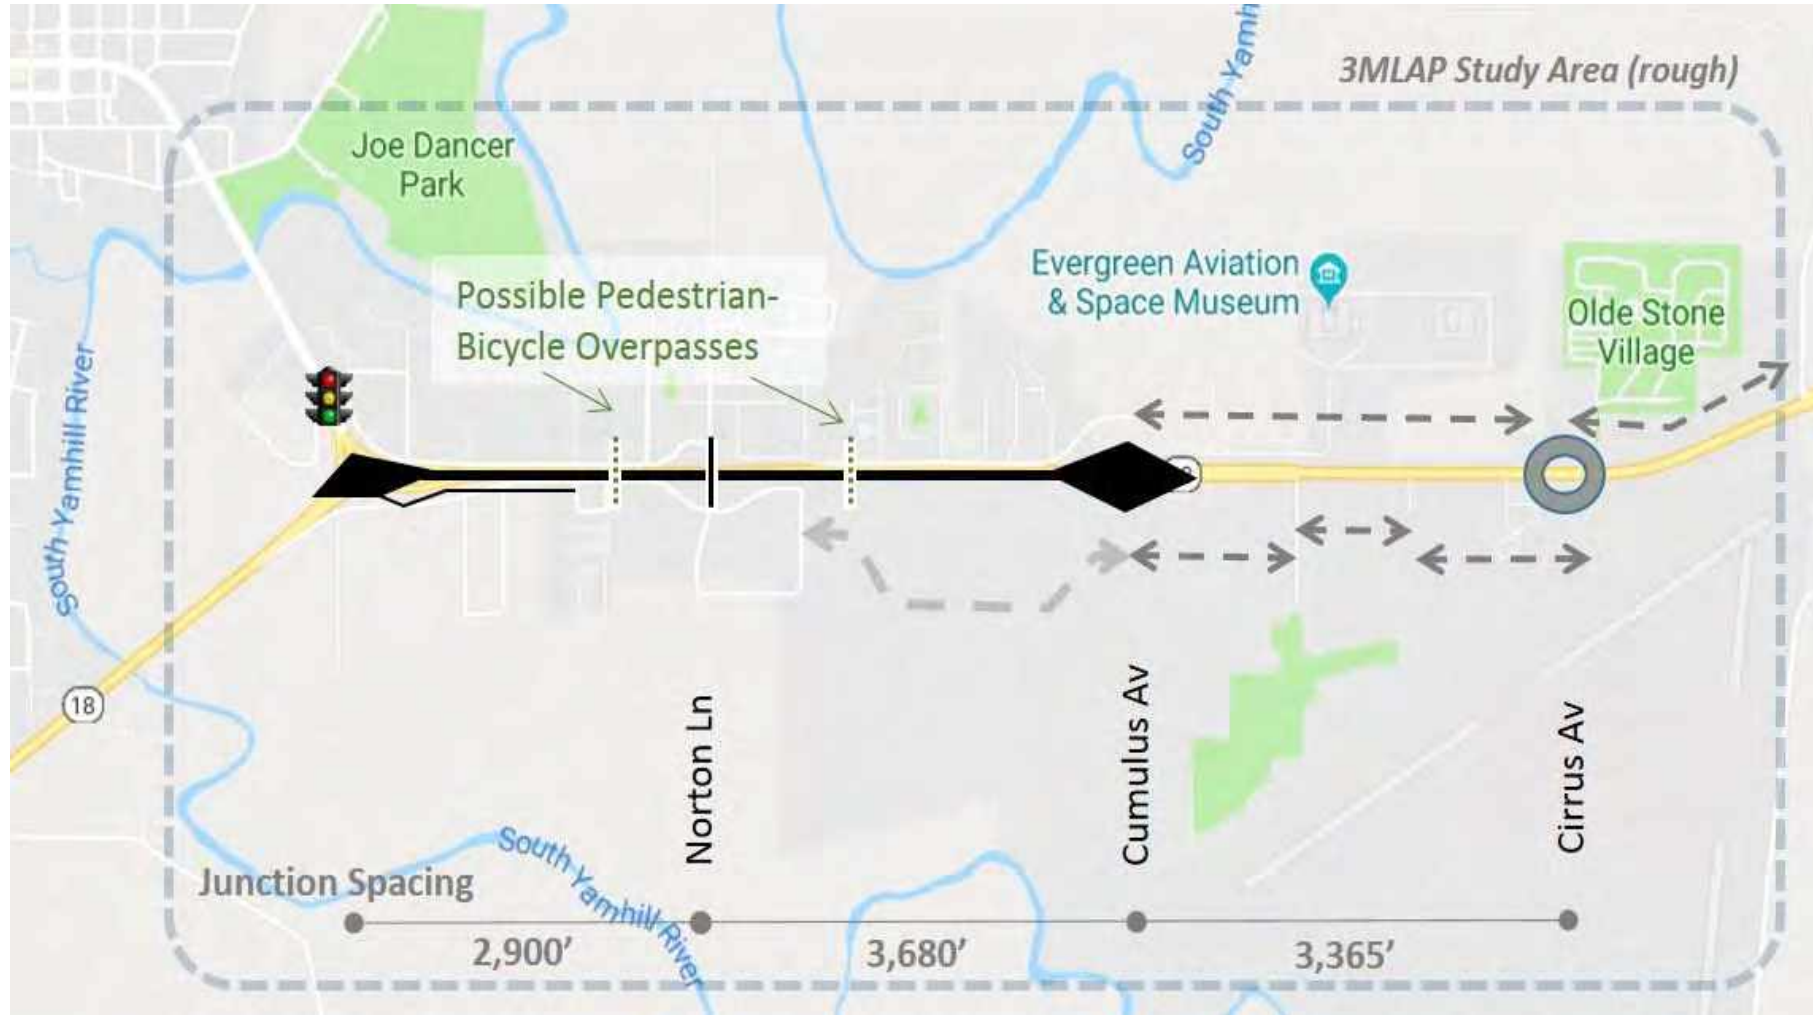 3MLAP Study Area (rough)
South Yamh
Joe Dancer
Park
Possible Pedestrian-
Bicycle Overpasses
Evergreen Aviation
& Space Museum
Olde Stone
Village
South Yamhill River
18
Norton Ln
Cumulus Av
Cirrus Av
Junction Spacing
South Yamhill River
2,900’
3,680’
3,365’